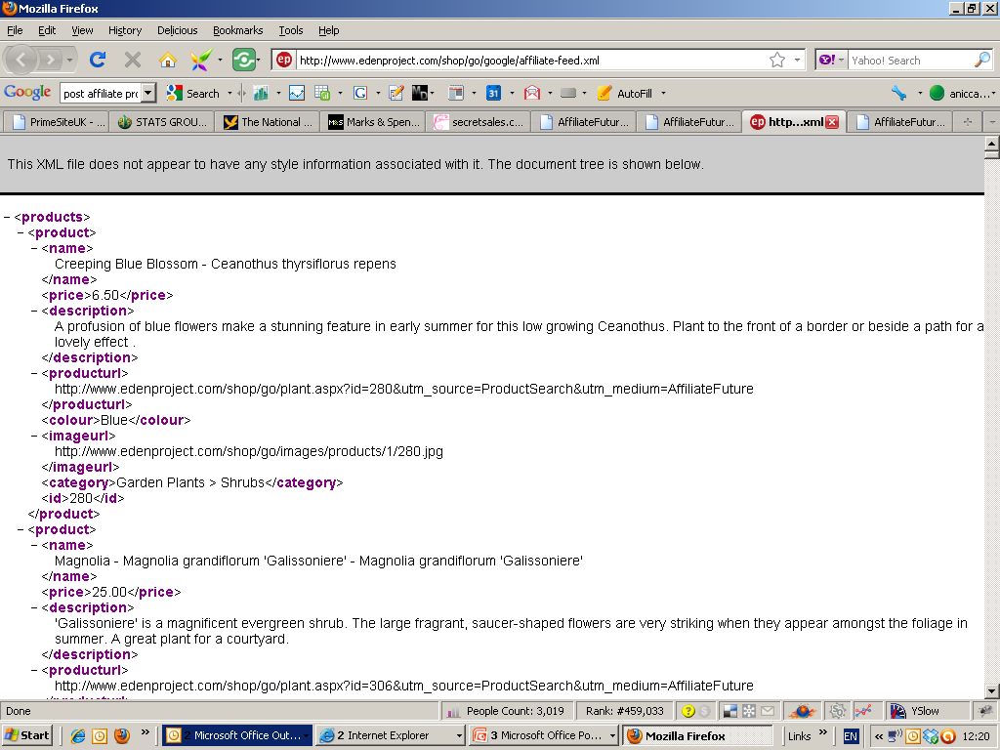 Mozilla Firefox
File Edit View History Delicious Bookmarks Tools Help
ep http://www.edenproject.com/shop/go/google/affiliate-feed.xml Y! Yahoo! Search
Google post affiliate pr Search G 31 AutoFill anicca...
PrimeSiteUK - ... STATS GROU... The National ... M&S Marks & Spen... secretsales.c... AffiliateFutur... AffiliateFutur... ep http...xml AffiliateFutur...
This XML file does not appear to have any style information associated with it. The document tree is shown below.
- <products>
- <product>
- <name>
Creeping Blue Blossom - Ceanothus thyrsiflorus repens
</name>
<price>6.50</price>
- <description>
A profusion of blue flowers make a stunning feature in early summer for this low growing Ceanothus. Plant to the front of a border or beside a path for a
lovely effect .
</description>
- <producturl>
http://www.edenproject.com/shop/go/plant.aspx?id=280&utm_source=ProductSearch&utm_medium=AffiliateFuture
</producturl>
<colour>Blue</colour>
- <imageurl>
http://www.edenproject.com/shop/go/images/products/1/280.jpg
</imageurl>
<category>Garden Plants > Shrubs</category>
<id>280</id>
</product>
- <product>
- <name>
Magnolia - Magnolia grandiflorum 'Galissoniere' - Magnolia grandiflorum 'Galissoniere'
</name>
<price>25.00</price>
- <description>
'Galissoniere' is a magnificent evergreen shrub. The large fragrant, saucer-shaped flowers are very striking when they appear amongst the foliage in
summer. A great plant for a courtyard.
</description>
- <producturl>
http://www.edenproject.com/shop/go/plant.aspx?id=306&utm_source=ProductSearch&utm_medium=AffiliateFuture
</producturl>
Done People Count: 3,019 Rank: #459,033 YSlow
Start » 2 Microsoft Office Out... 2 Internet Explorer 3 Microsoft Office Po... Mozilla Firefox Links » EN « 12:20